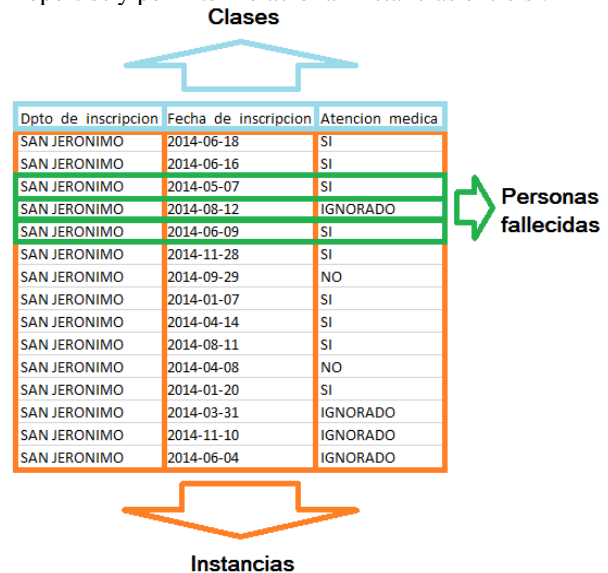 Clases
Dpto de inscripcion Fecha de inscripcion Atencion medica
SAN JERONIMO 2014-06-18 SI
SAN JERONIMO 2014-06-16 SI
SAN JERONIMO 2014-05-07 SI
SAN JERONIMO 2014-08-12 IGNORADO
SAN JERONIMO 2014-06-09 SI
SAN JERONIMO 2014-11-28 SI
SAN JERONIMO 2014-09-29 NO
SAN JERONIMO 2014-01-07 SI
SAN JERONIMO 2014-04-14 SI
SAN JERONIMO 2014-08-11 SI
SAN JERONIMO 2014-04-08 NO
SAN JERONIMO 2014-01-20 SI
SAN JERONIMO 2014-03-31 IGNORADO
SAN JERONIMO 2014-11-10 IGNORADO
SAN JERONIMO 2014-06-04 IGNORADO
Personas
fallecidas
Instancias